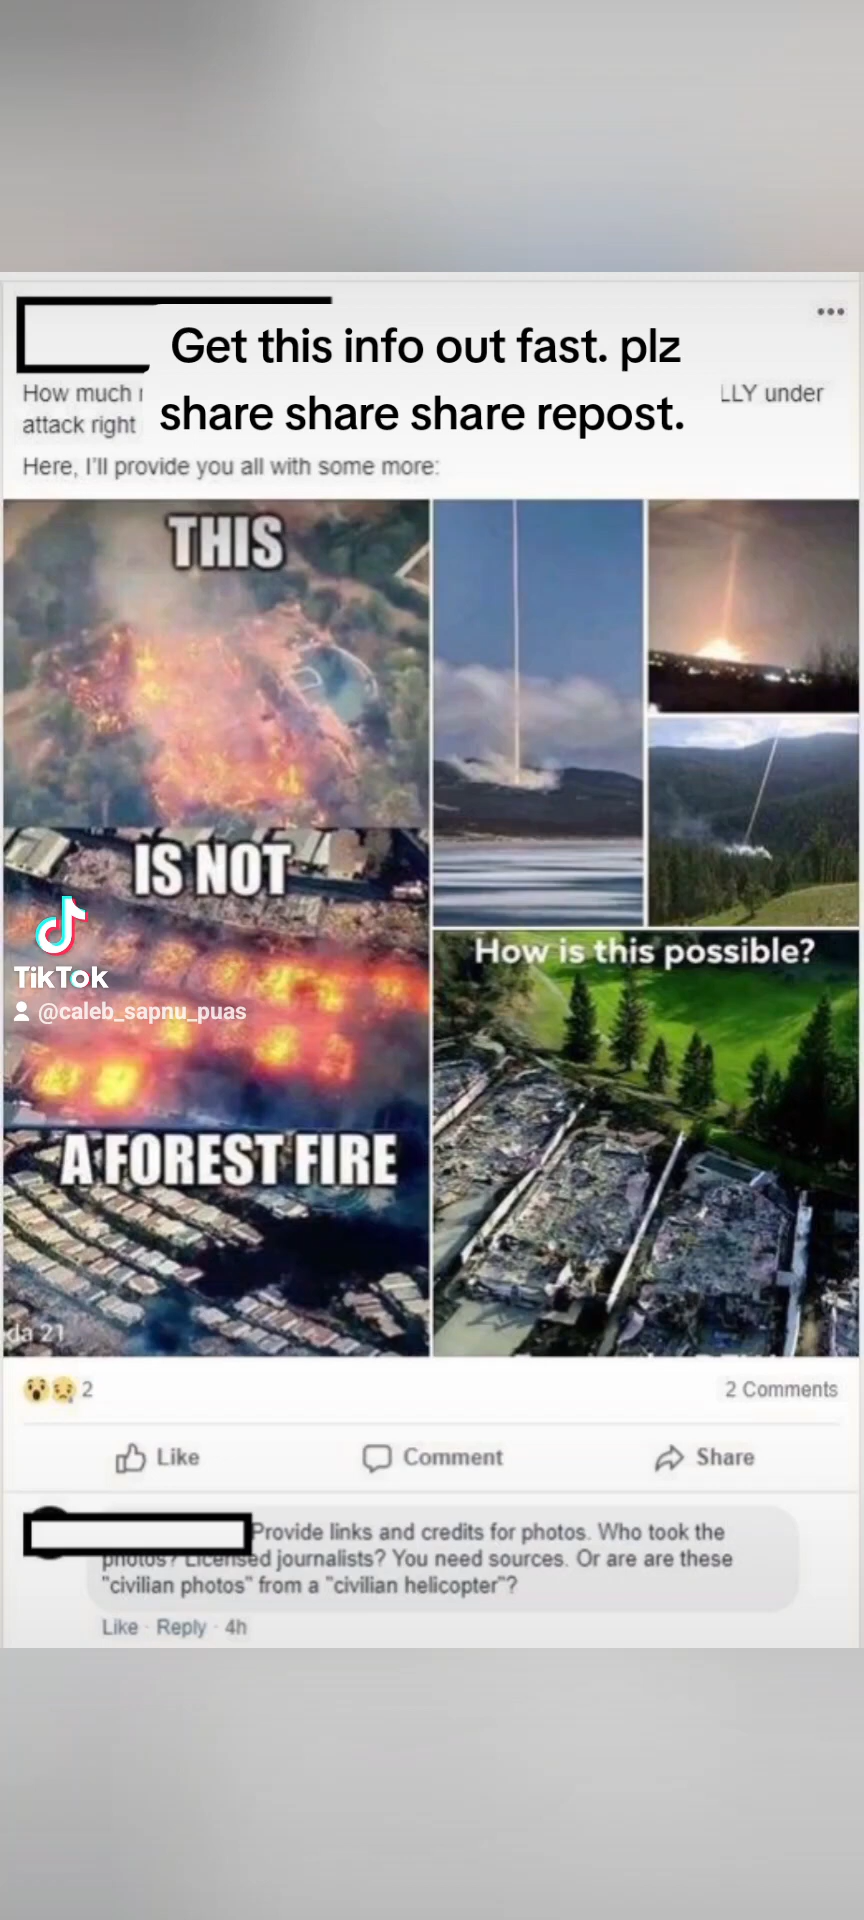 Get this info out fast. plz
share share share repost.
How much
LLY under
attack right
Here, I'll provide you all with some more:
THIS
IS NOT
A FOREST FIRE
da 21
How is this possible?
TikTok
@caleb_sapnu_puas
2
2 Comments
Like
Comment
Share
Provide links and credits for photos. Who took the
photos? Licensed journalists? You need sources. Or are are these
"civilian photos" from a "civilian helicopter"?
Like · Reply · 4h